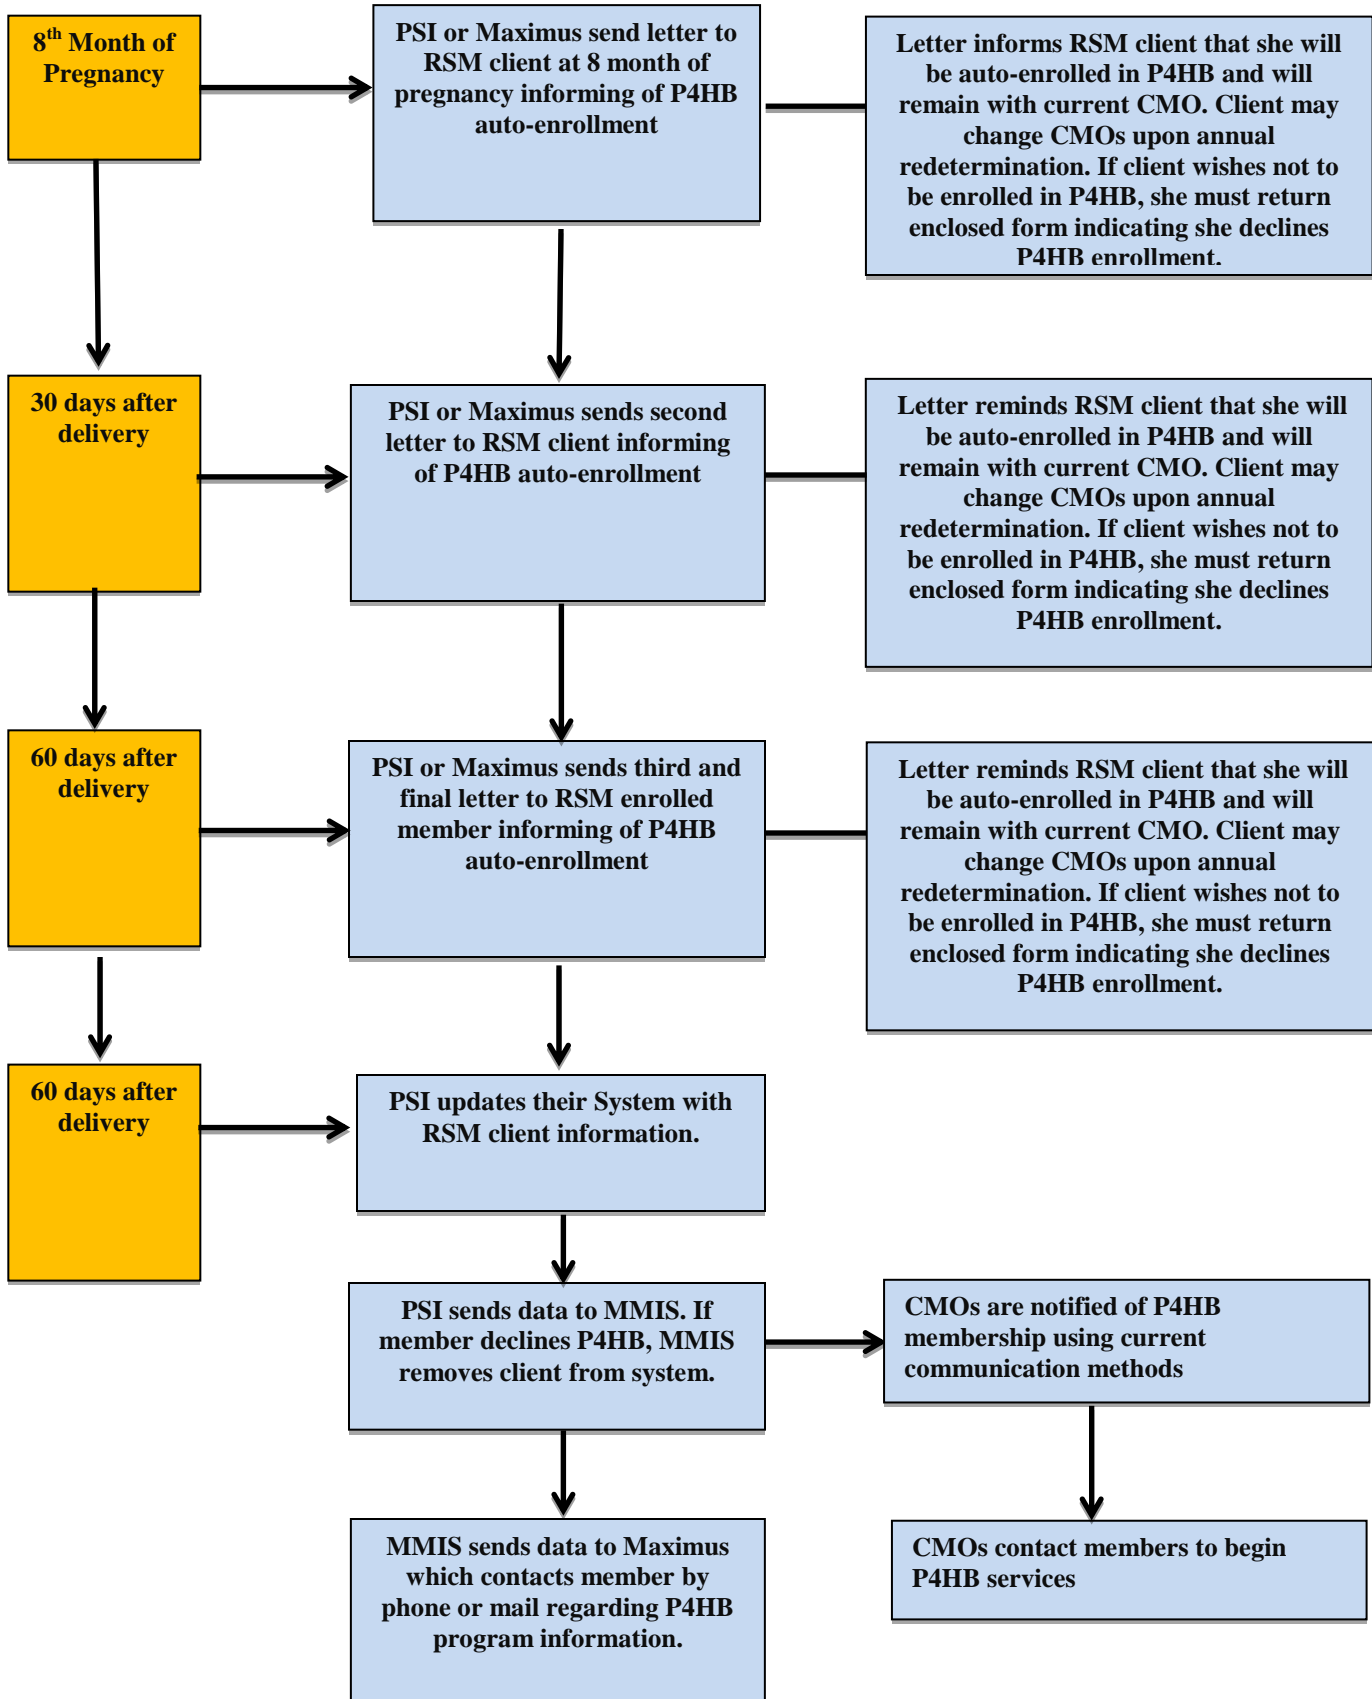 8th Month of
Pregnancy
PSI or Maximus send letter to
RSM client at 8 month of
pregnancy informing of P4HB
auto-enrollment
Letter informs RSM client that she will
be auto-enrolled in P4HB and will
remain with current CMO. Client may
change CMOs upon annual
redetermination. If client wishes not to
be enrolled in P4HB, she must return
enclosed form indicating she declines
P4HB enrollment.
30 days after
delivery
PSI or Maximus sends second
letter to RSM client informing
of P4HB auto-enrollment
Letter reminds RSM client that she will
be auto-enrolled in P4HB and will
remain with current CMO. Client may
change CMOs upon annual
redetermination. If client wishes not to
be enrolled in P4HB, she must return
enclosed form indicating she declines
P4HB enrollment.
60 days after
delivery
PSI or Maximus sends third and
final letter to RSM enrolled
member informing of P4HB
auto-enrollment
Letter reminds RSM client that she will
be auto-enrolled in P4HB and will
remain with current CMO. Client may
change CMOs upon annual
redetermination. If client wishes not to
be enrolled in P4HB, she must return
enclosed form indicating she declines
P4HB enrollment.
60 days after
delivery
PSI updates their System with
RSM client information.
PSI sends data to MMIS. If
member declines P4HB, MMIS
removes client from system.
CMOs are notified of P4HB
membership using current
communication methods
MMIS sends data to Maximus
which contacts member by
phone or mail regarding P4HB
program information.
CMOs contact members to begin
P4HB services